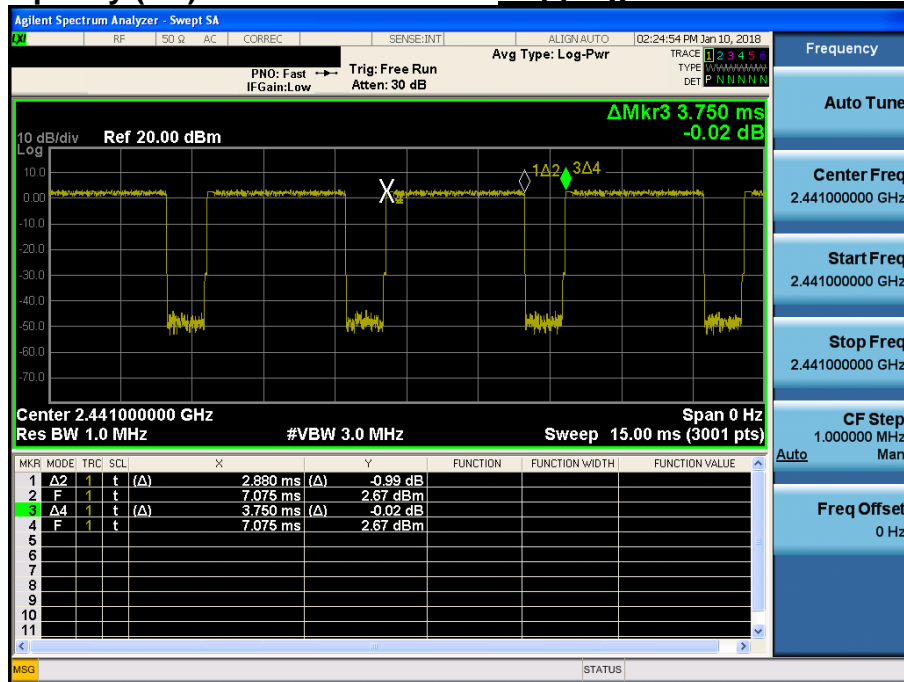 Agilent Spectrum Analyzer - Swept SA
LXI RF 50 Ω AC CORREC SENSE:INT ALIGN AUTO 02:24:54 PM Jan 10, 2018
Avg Type: Log-Pwr TRACE 1 2 3 4 5 6
PNO: Fast Trig: Free Run TYPE WWWWWW
IFGain:Low Atten: 30 dB DET P N N N N N
ΔMkr3 3.750 ms
-0.02 dB
10 dB/div Ref 20.00 dBm
Log
10.0
0.00
-10.0
-20.0
-30.0
-40.0
-50.0
-60.0
-70.0
X
1Δ2 3Δ4
Center 2.441000000 GHz Span 0 Hz
Res BW 1.0 MHz #VBW 3.0 MHz Sweep 15.00 ms (3001 pts)
MKR MODE TRC SCL X Y FUNCTION FUNCTION WIDTH FUNCTION VALUE
1 Δ2 1 t (Δ) 2.880 ms (Δ) -0.99 dB
2 F 1 t 7.075 ms 2.67 dBm
3 Δ4 1 t (Δ) 3.750 ms (Δ) -0.02 dB
4 F 1 t 7.075 ms 2.67 dBm
5
6
7
8
9
10
11
MSG STATUS
Frequency
Auto Tune
Center Freq
2.441000000 GHz
Start Freq
2.441000000 GHz
Stop Freq
2.441000000 GHz
CF Step
1.000000 MHz
Auto Man
Freq Offset
0 Hz